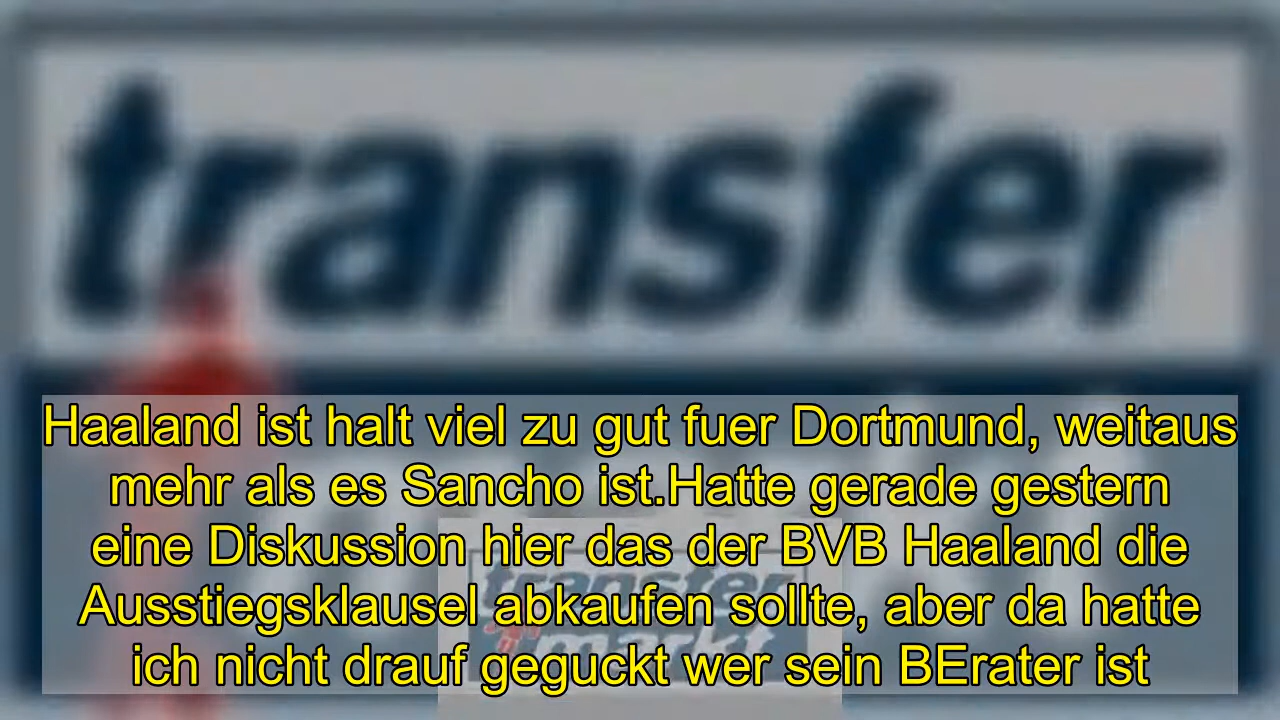 transfer
Haaland ist halt viel zu gut fuer Dortmund, weitaus
mehr als es Sancho ist.Hatte gerade gestern
eine Diskussion hier das der BVB Haaland die
Ausstiegsklausel abkaufen sollte, aber da hatte
ich nicht drauf geguckt wer sein BErater ist
transfer
markt